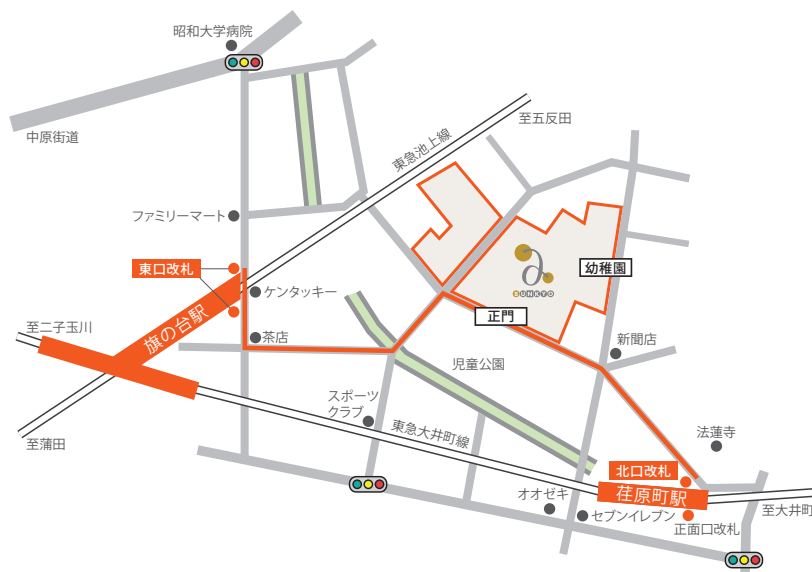 昭和大学病院
中原街道
至五反田
東急池上線
ファミリーマート
東口改札
幼稚園
ケンタッキー
BUNKYO
正門
旗の台駅
至二子玉川
茶店
新聞店
児童公園
スポーツ
クラブ
東急大井町線
至蒲田
法蓮寺
北口改札
荏原町駅
オオゼキ
セブンイレブン
至大井町
正面口改札